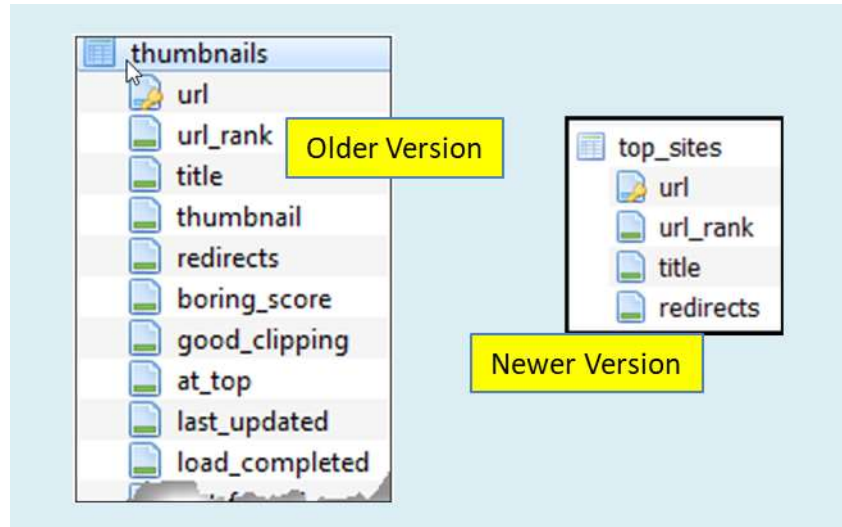 thumbnails
url
url_rank
title
thumbnail
redirects
boring_score
good_clipping
at_top
last_updated
load_completed
Older Version
top_sites
url
url_rank
title
redirects
Newer Version